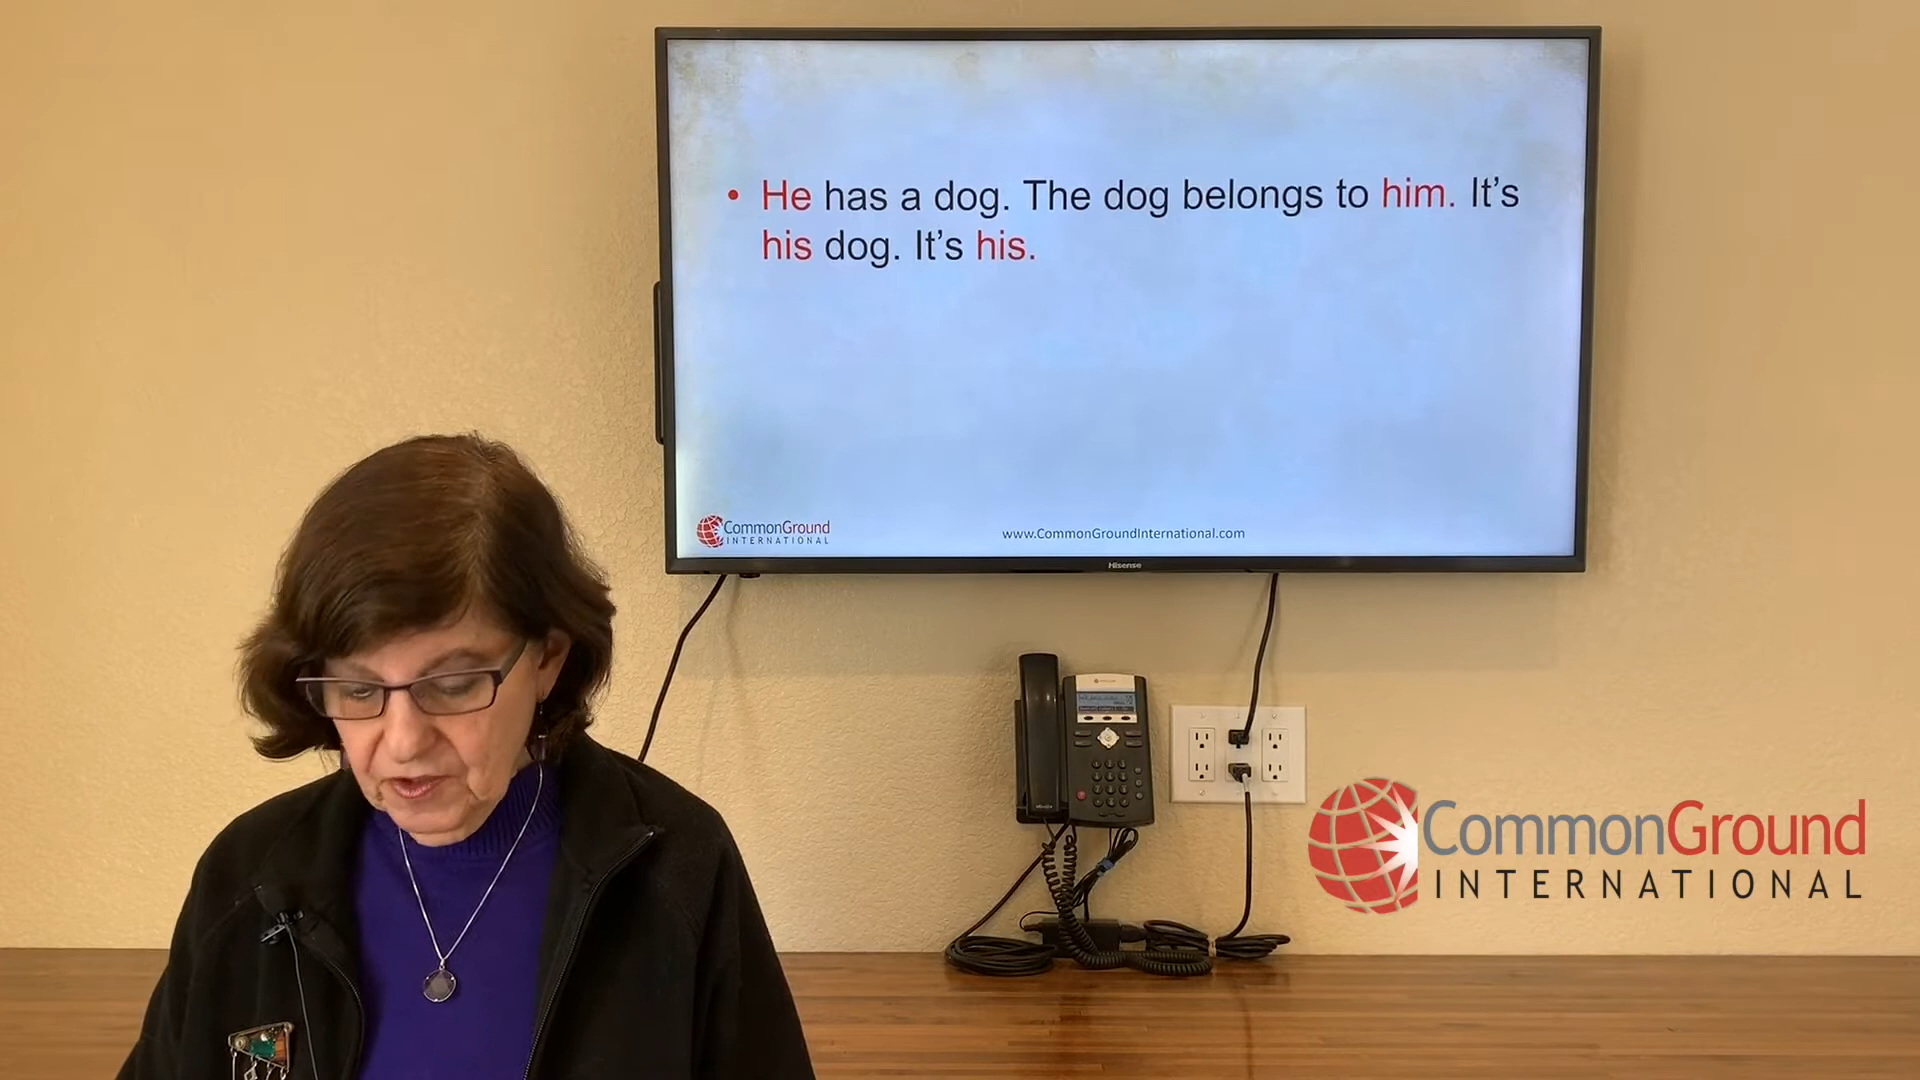 • He has a dog. The dog belongs to him. It’s
his dog. It’s his.
CommonGround
INTERNATIONAL
www.CommonGroundInternational.com
Hisense
CommonGround
INTERNATIONAL